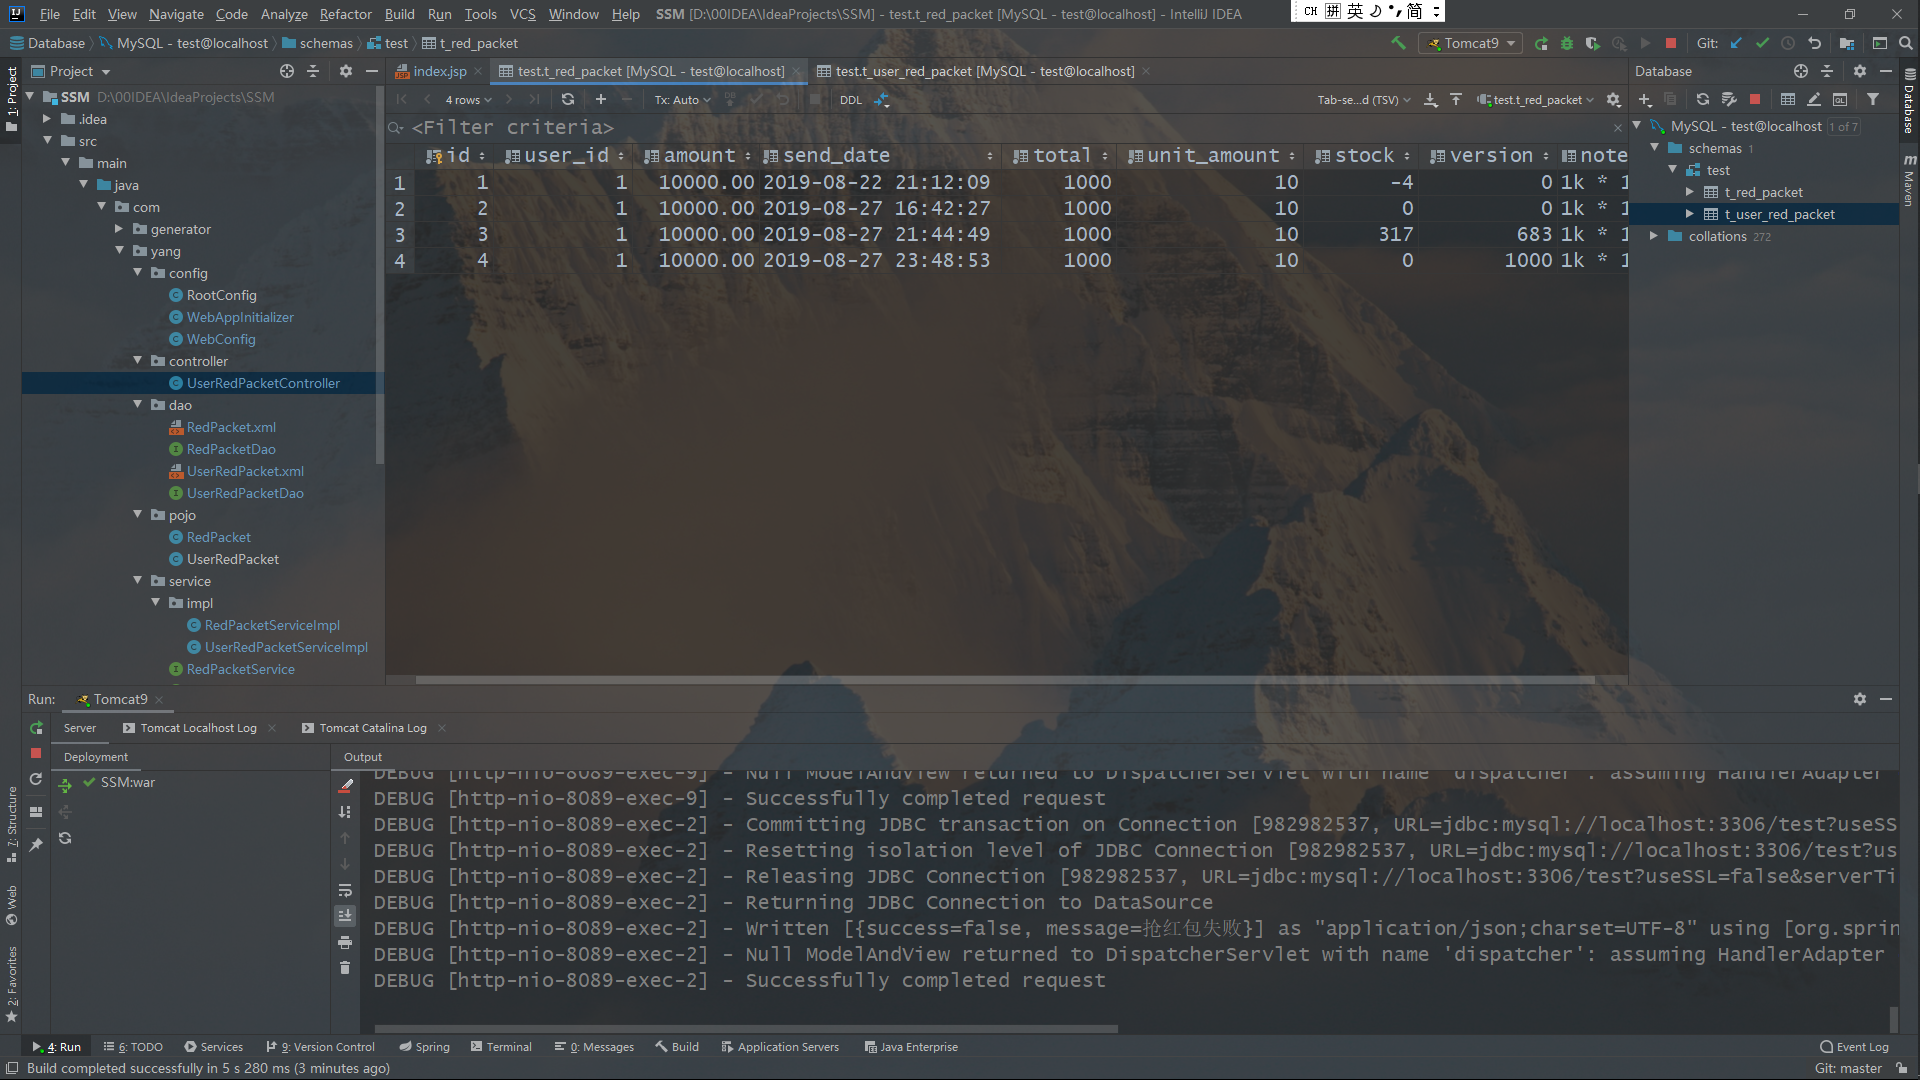 File Edit View Navigate Code Analyze Refactor Build Run Tools VCS Window Help SSM [D:\00IDEA\IdeaProjects\SSM] - test.t_red_packet [MySQL - test@localhost] - IntelliJ IDEA
CH 拼 英 简
Database MySQL - test@localhost schemas test t_red_packet
Tomcat9 Git:
Project
index.jsp test.t_red_packet [MySQL - test@localhost] test.t_user_red_packet [MySQL - test@localhost]
Database
4 rows Tx: Auto DB DDL Tab-se...d (TSV) test.t_red_packet
<Filter criteria>
id user_id amount send_date total unit_amount stock version note
1 1 1 10000.00 2019-08-22 21:12:09 1000 10 -4 0 1k * 1
2 2 1 10000.00 2019-08-27 16:42:27 1000 10 0 0 1k * 1
3 3 1 10000.00 2019-08-27 21:44:49 1000 10 317 683 1k * 1
4 4 1 10000.00 2019-08-27 23:48:53 1000 10 0 1000 1k * 1
1: Project
SSM D:\00IDEA\IdeaProjects\SSM
.idea
src
main
java
com
generator
yang
config
RootConfig
WebAppInitializer
WebConfig
controller
UserRedPacketController
dao
RedPacket.xml
RedPacketDao
UserRedPacket.xml
UserRedPacketDao
pojo
RedPacket
UserRedPacket
service
impl
RedPacketServiceImpl
UserRedPacketServiceImpl
RedPacketService
MySQL - test@localhost 1 of 7
schemas 1
test
t_red_packet
t_user_red_packet
collations 272
Database
Maven
Run: Tomcat9
Server Tomcat Localhost Log Tomcat Catalina Log
Deployment Output
SSM:war
DEBUG [http-nio-8089-exec-9] - Null ModelAndView returned to DispatcherServlet with name 'dispatcher': assuming HandlerAdapter
DEBUG [http-nio-8089-exec-9] - Successfully completed request
DEBUG [http-nio-8089-exec-2] - Committing JDBC transaction on Connection [982982537, URL=jdbc:mysql://localhost:3306/test?useSS
DEBUG [http-nio-8089-exec-2] - Resetting isolation level of JDBC Connection [982982537, URL=jdbc:mysql://localhost:3306/test?us
DEBUG [http-nio-8089-exec-2] - Releasing JDBC Connection [982982537, URL=jdbc:mysql://localhost:3306/test?useSSL=false&serverTi
DEBUG [http-nio-8089-exec-2] - Returning JDBC Connection to DataSource
DEBUG [http-nio-8089-exec-2] - Written [{success=false, message=抢红包失败}] as "application/json;charset=UTF-8" using [org.sprin
DEBUG [http-nio-8089-exec-2] - Null ModelAndView returned to DispatcherServlet with name 'dispatcher': assuming HandlerAdapter
DEBUG [http-nio-8089-exec-2] - Successfully completed request
7: Structure
Web
2: Favorites
4: Run 6: TODO Services 9: Version Control Spring Terminal 0: Messages Build Application Servers Java Enterprise Event Log
Build completed successfully in 5 s 280 ms (3 minutes ago) Git: master